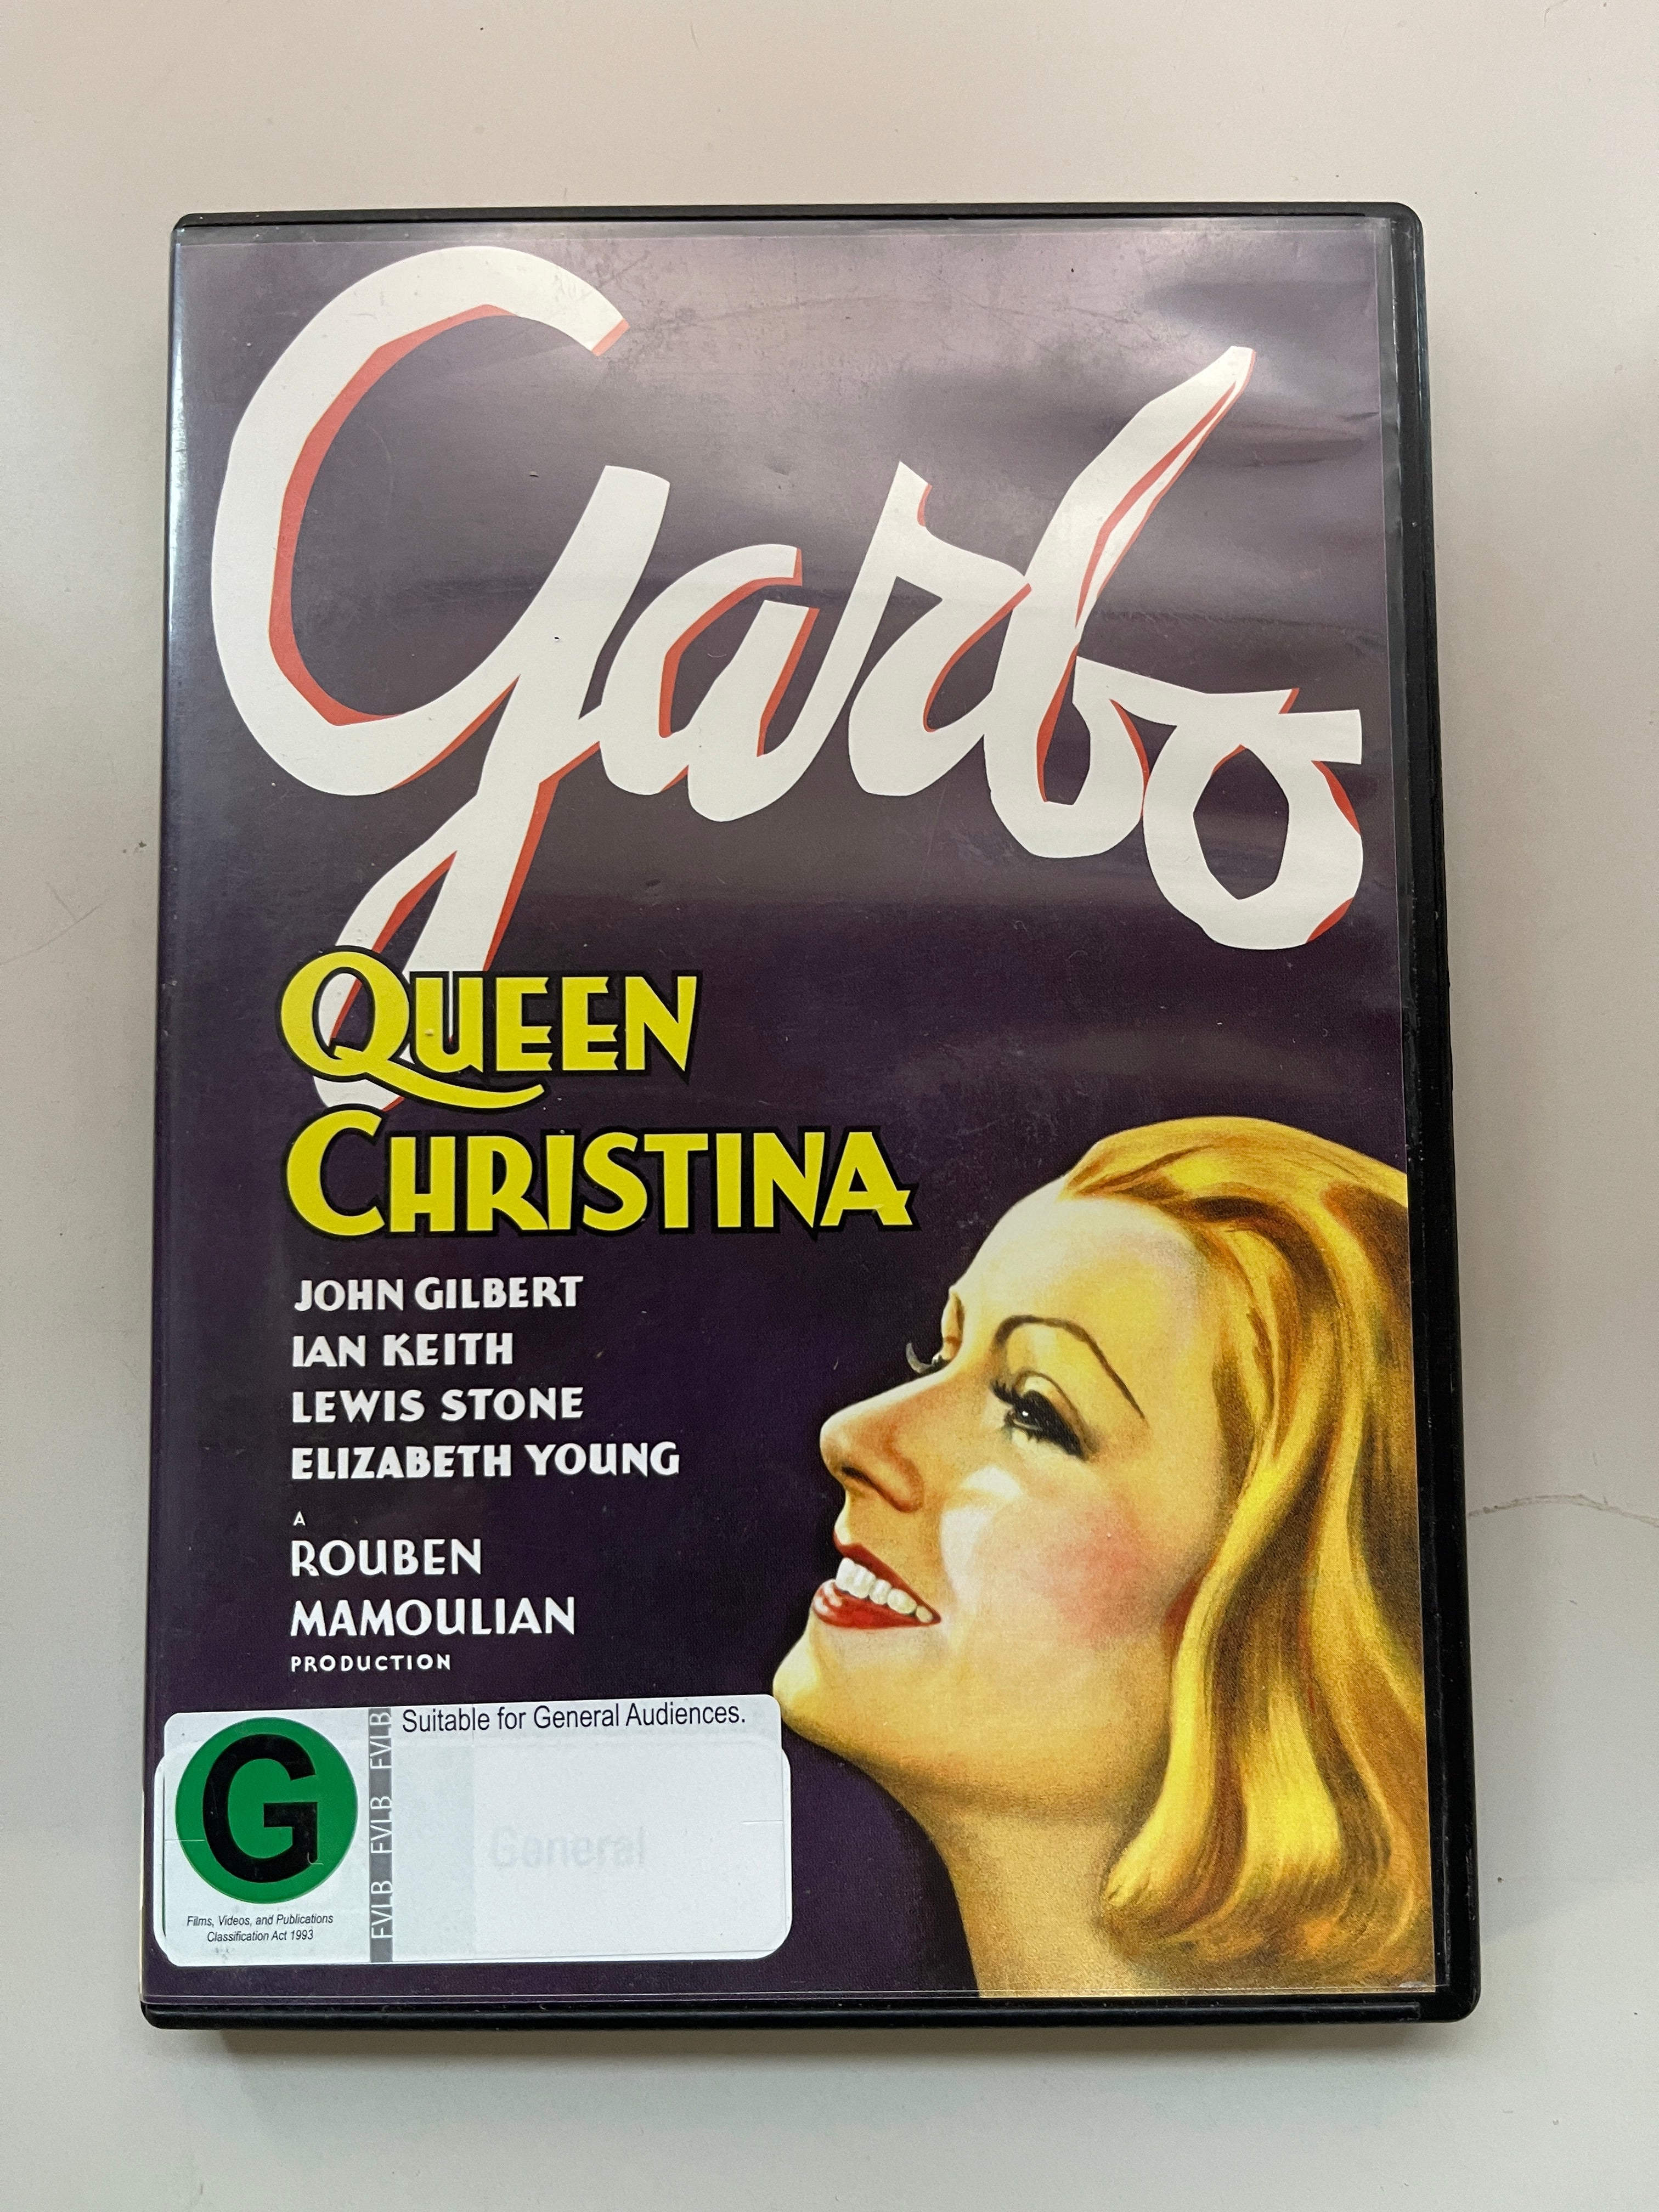 Garbo
QUEEN
CHRISTINA
JOHN GILBERT
IAN KEITH
LEWIS STONE
ELIZABETH YOUNG
A
ROUBEN
MAMOULIAN
PRODUCTION
Suitable for General Audiences.
G
FVLB FVLB FVLB
General
Films, Videos, and Publications
Classification Act 1993